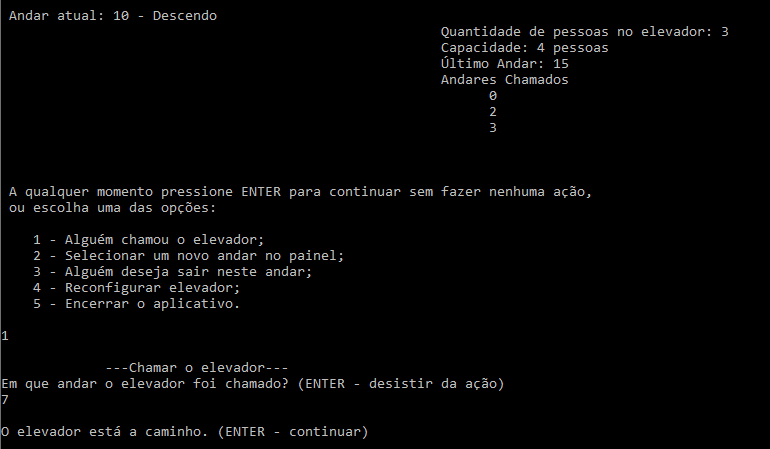 Andar atual: 10 - Descendo
Quantidade de pessoas no elevador: 3
Capacidade: 4 pessoas
Último Andar: 15
Andares Chamados
0
2
3
A qualquer momento pressione ENTER para continuar sem fazer nenhuma ação,
ou escolha uma das opções:
1 - Alguém chamou o elevador;
2 - Selecionar um novo andar no painel;
3 - Alguém deseja sair neste andar;
4 - Reconfigurar elevador;
5 - Encerrar o aplicativo.
1
---Chamar o elevador---
Em que andar o elevador foi chamado? (ENTER - desistir da ação)
7
O elevador está a caminho. (ENTER - continuar)